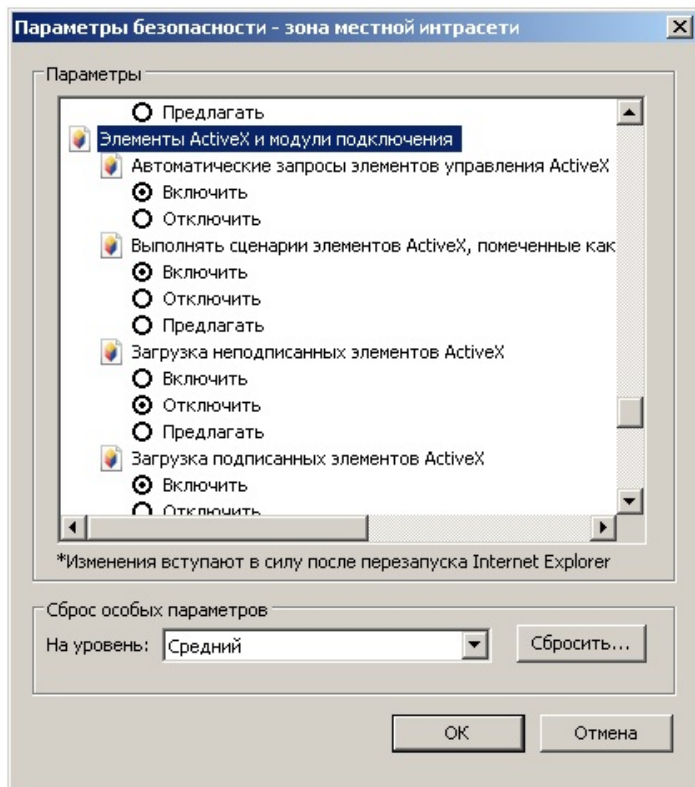 Параметры безопасности - зона местной интрасети
Параметры
Предлагать
Элементы ActiveX и модули подключения
Автоматические запросы элементов управления ActiveX
Включить
Отключить
Выполнять сценарии элементов ActiveX, помеченные как
Включить
Отключить
Предлагать
Загрузка неподписанных элементов ActiveX
Включить
Отключить
Предлагать
Загрузка подписанных элементов ActiveX
Включить
Отключить
*Изменения вступают в силу после перезапуска Internet Explorer
Сброс особых параметров
На уровень: Средний Сбросить...
ОК Отмена